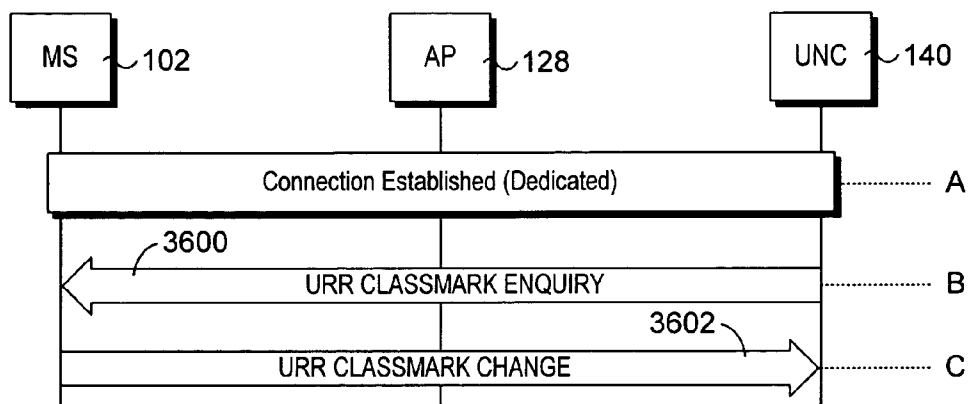 MS
102
AP
128
UNC
140
Connection Established (Dedicated)
A
3600
URR CLASSMARK ENQUIRY
B
3602
URR CLASSMARK CHANGE
C